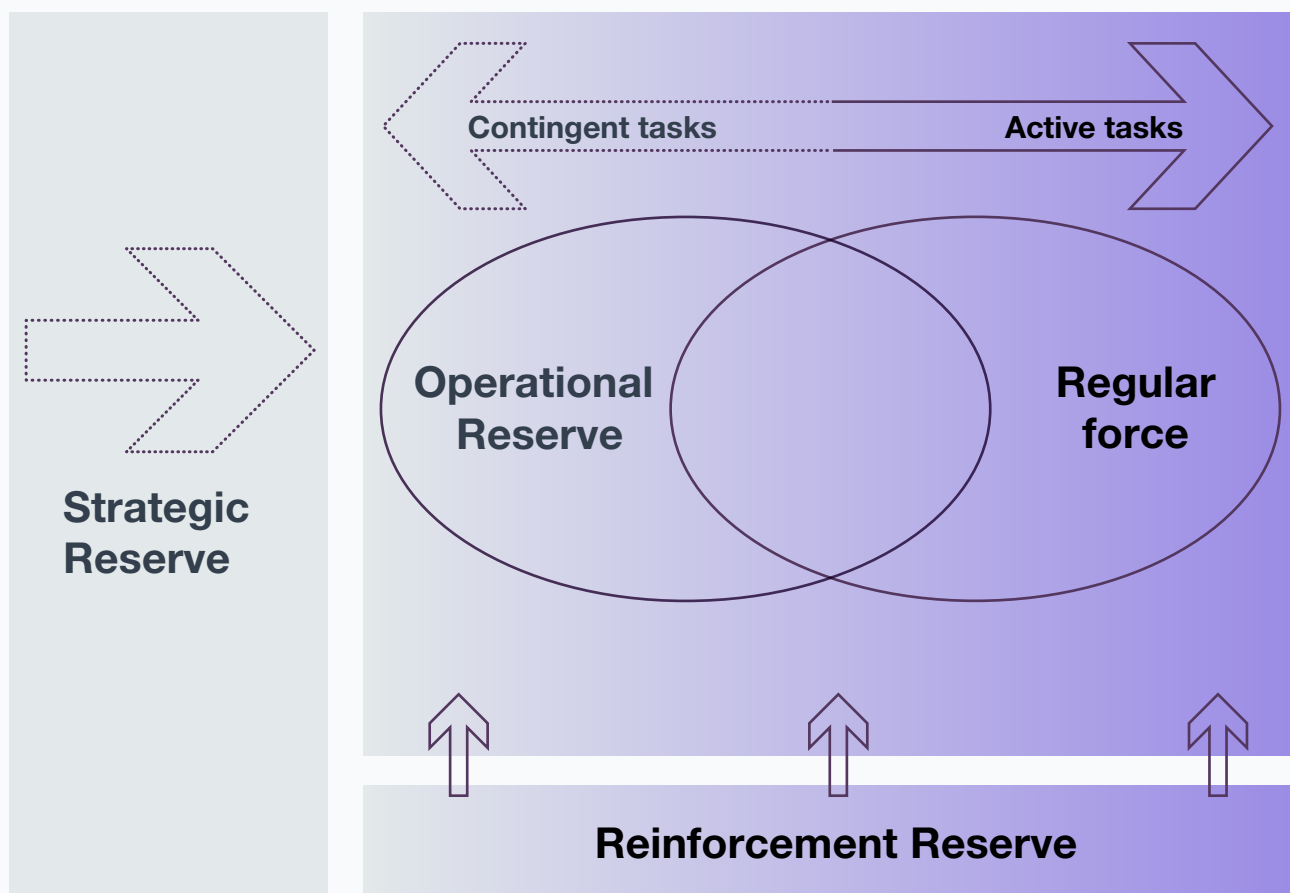 Contingent tasks
Active tasks
Operational
Reserve
Regular
force
Strategic
Reserve
Reinforcement Reserve